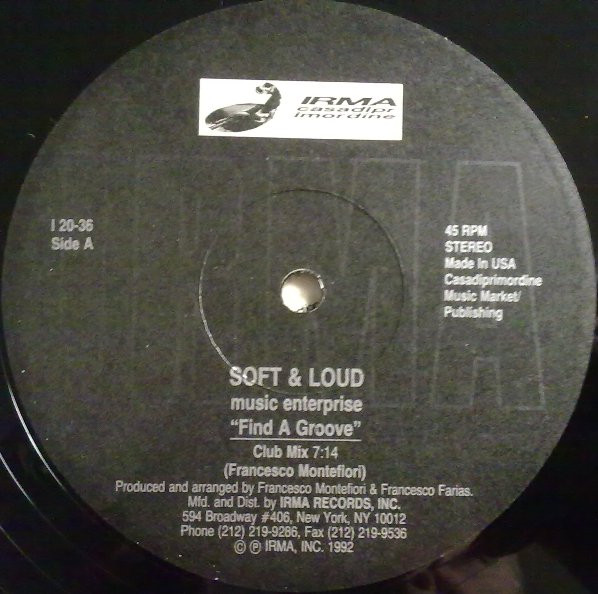 IRMA
casadipr
imordine
IRMA
I 20-36
Side A
45 RPM
STEREO
Made In USA
Casadiprimordine
Music Market/
Publishing
SOFT & LOUD
music enterprise
“Find A Groove”
Club Mix 7:14
(Francesco Montefiori)
Produced and arranged by Francesco Montefiori & Francesco Farias.
Mfd. and Dist. by IRMA RECORDS, INC.
594 Broadway #406, New York, NY 10012
Phone (212) 219-9286, Fax (212) 219-9536
© ℗ IRMA, INC. 1992